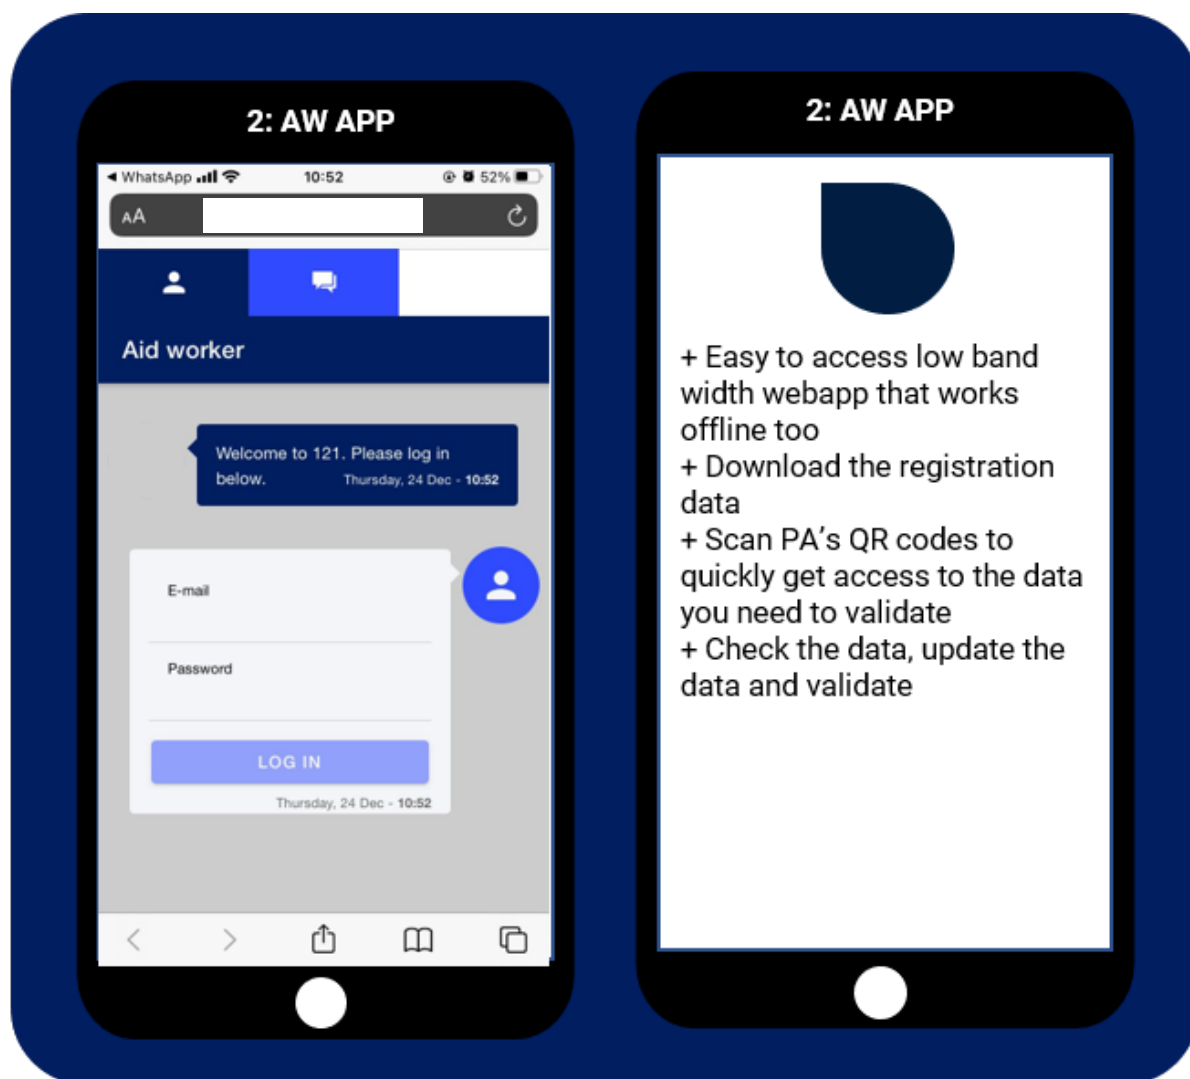 2: AW APP
WhatsApp 10:52 52%
AA
Aid worker
Welcome to 121. Please log in
below. Thursday, 24 Dec - 10:52
E-mail
Password
LOG IN
Thursday, 24 Dec - 10:52
2: AW APP
+ Easy to access low band
width webapp that works
offline too
+ Download the registration
data
+ Scan PA’s QR codes to
quickly get access to the data
you need to validate
+ Check the data, update the
data and validate